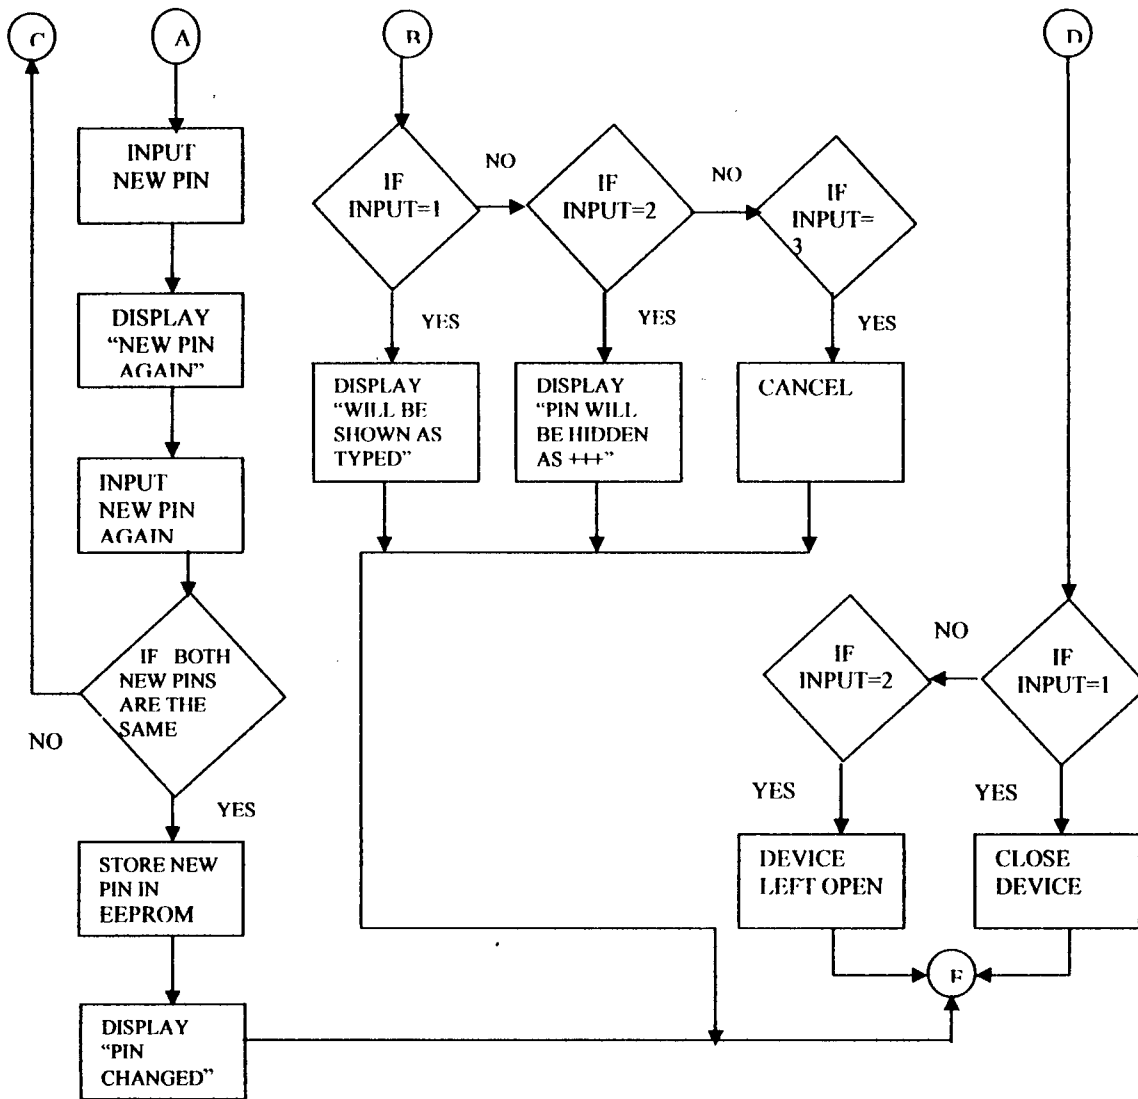 C
A
B
D
INPUT
NEW PIN
DISPLAY
“NEW PIN
AGAIN”
INPUT
NEW PIN
AGAIN
IF BOTH
NEW PINS
ARE THE
SAME
NO
YES
STORE NEW
PIN IN
EEPROM
DISPLAY
“PIN
CHANGED”
IF
INPUT=1
NO
IF
INPUT=2
NO
IF
INPUT=
3
YES
YES
YES
DISPLAY
“WILL BE
SHOWN AS
TYPED”
DISPLAY
“PIN WILL
BE HIDDEN
AS +++”
CANCEL
IF
INPUT=2
NO
IF
INPUT=1
YES
YES
DEVICE
LEFT OPEN
CLOSE
DEVICE